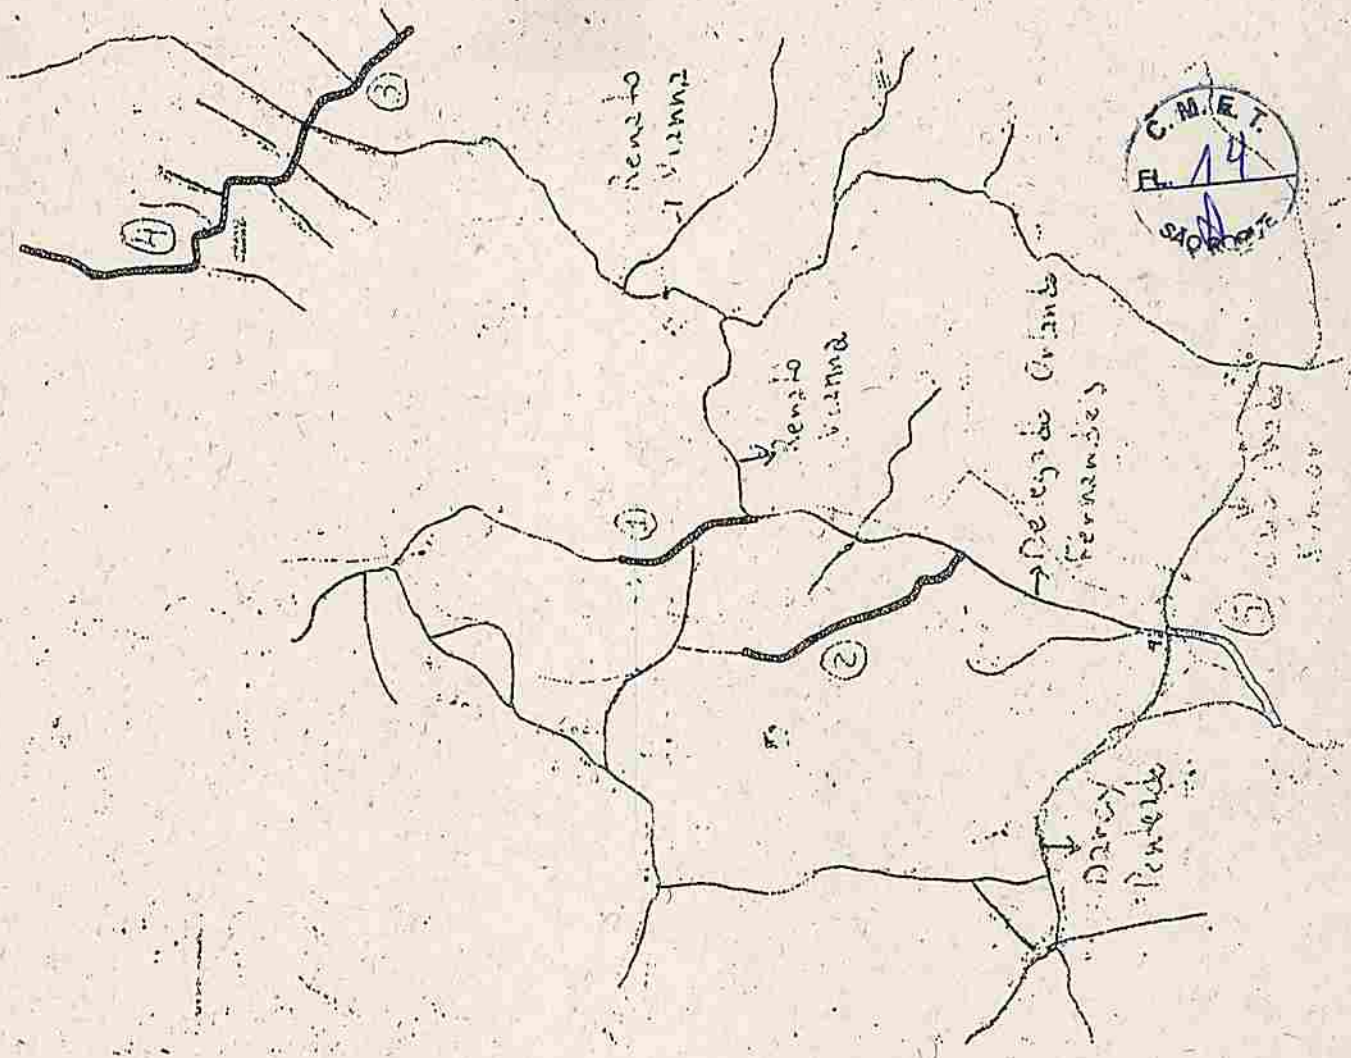 C. M. E. T.
FL. 14
SÃO ROQUE
3
4
Renato
Vianna
Renato
Vianna
1
2
Delegado Orlando
Fernandes
5
Darcy
Penteado